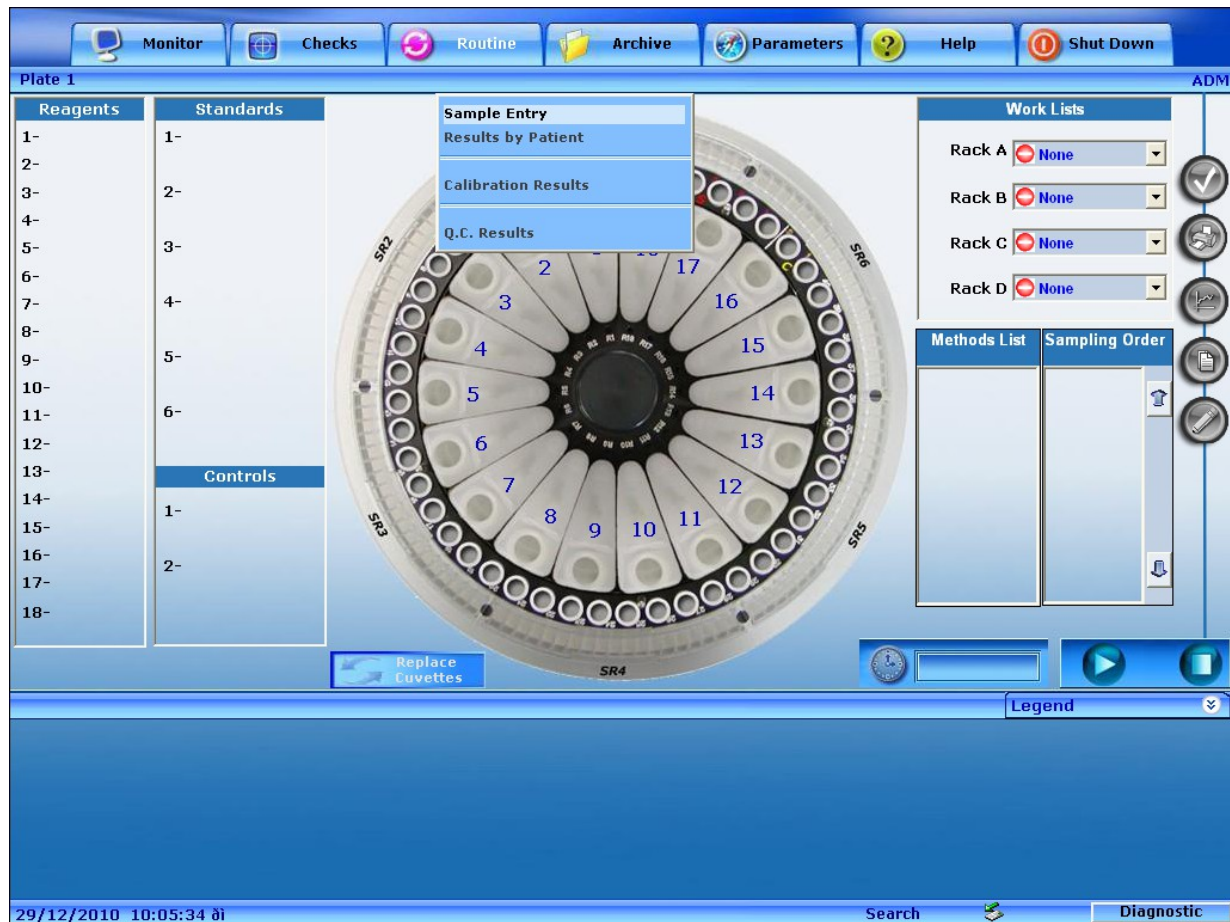 Monitor Checks Routine Archive Parameters Help Shut Down
Plate 1 ADM
Reagents
1-
2-
3-
4-
5-
6-
7-
8-
9-
10-
11-
12-
13-
14-
15-
16-
17-
18-
Standards
1-
2-
3-
4-
5-
6-
Controls
1-
2-
Sample Entry
Results by Patient
Calibration Results
Q.C. Results
SR2
SR6
SR3
SR5
SR4
2
3
4
5
6
7
8
9
10
11
12
13
14
15
16
17
Replace
Cuvettes
Work Lists
Rack A None
Rack B None
Rack C None
Rack D None
Methods List Sampling Order
Legend
29/12/2010 10:05:34 ðì Search Diagnostic